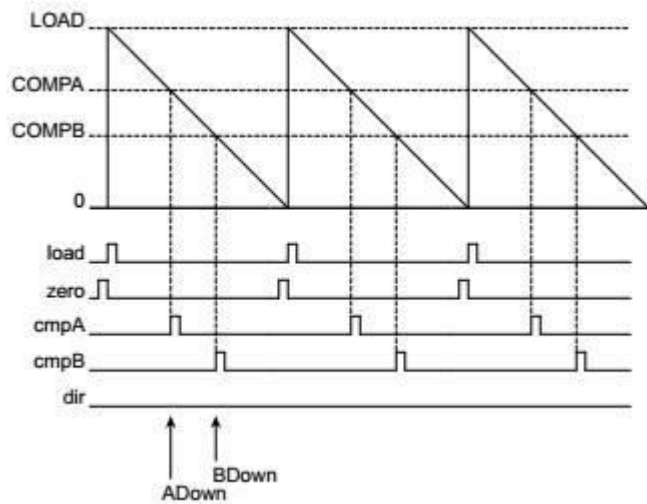 LOAD
COMPA
COMPB
0
load
zero
cmpA
cmpB
dir
BDown
ADown